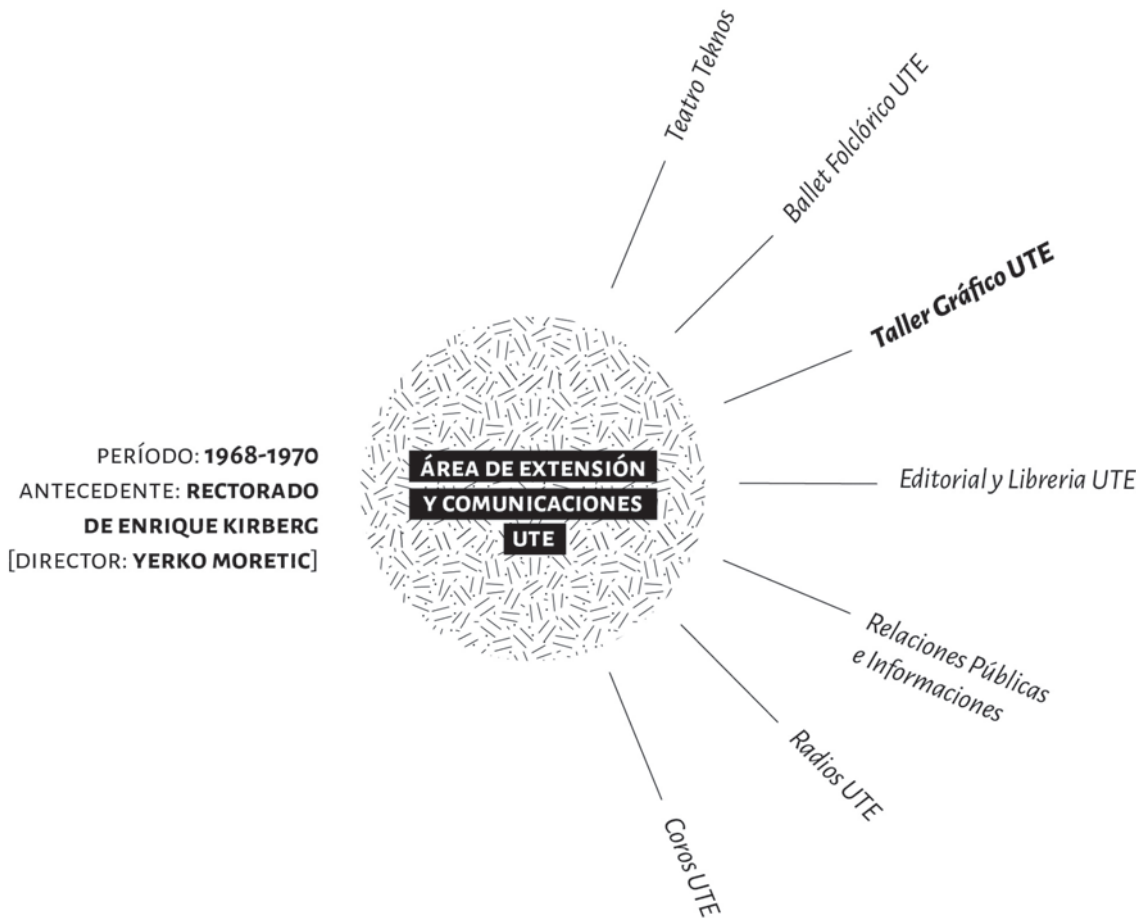 PERÍODO: 1968-1970
ANTECEDENTE: RECTORADO
DE ENRIQUE KIRBERG
[DIRECTOR: YERKO MORETIC]
ÁREA DE EXTENSIÓN
Y COMUNICACIONES
UTE
Teatro Teknos
Ballet Folclórico UTE
Taller Gráfico UTE
Editorial y Libreria UTE
Relaciones Públicas
e Informaciones
Radios UTE
Coros UTE